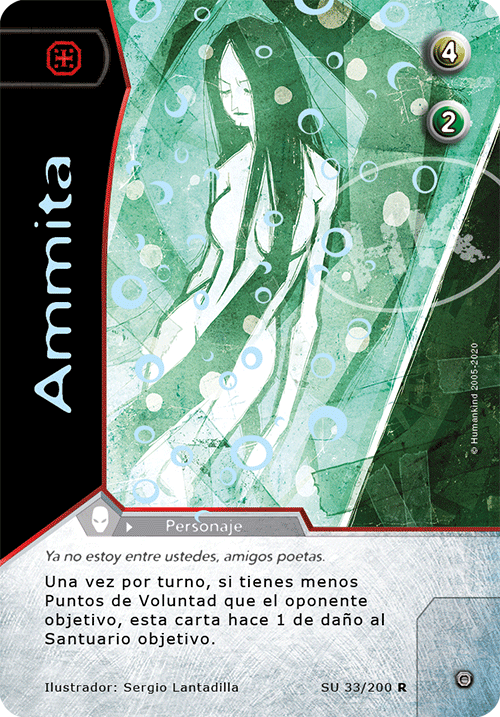 4
2
Ammita
HK
© Humankind 2005-2020
Personaje
Ya no estoy entre ustedes, amigos poetas.
Una vez por turno, si tienes menos
Puntos de Voluntad que el oponente
objetivo, esta carta hace 1 de daño al
Santuario objetivo.
Ilustrador: Sergio Lantadilla
SU 33/200 R